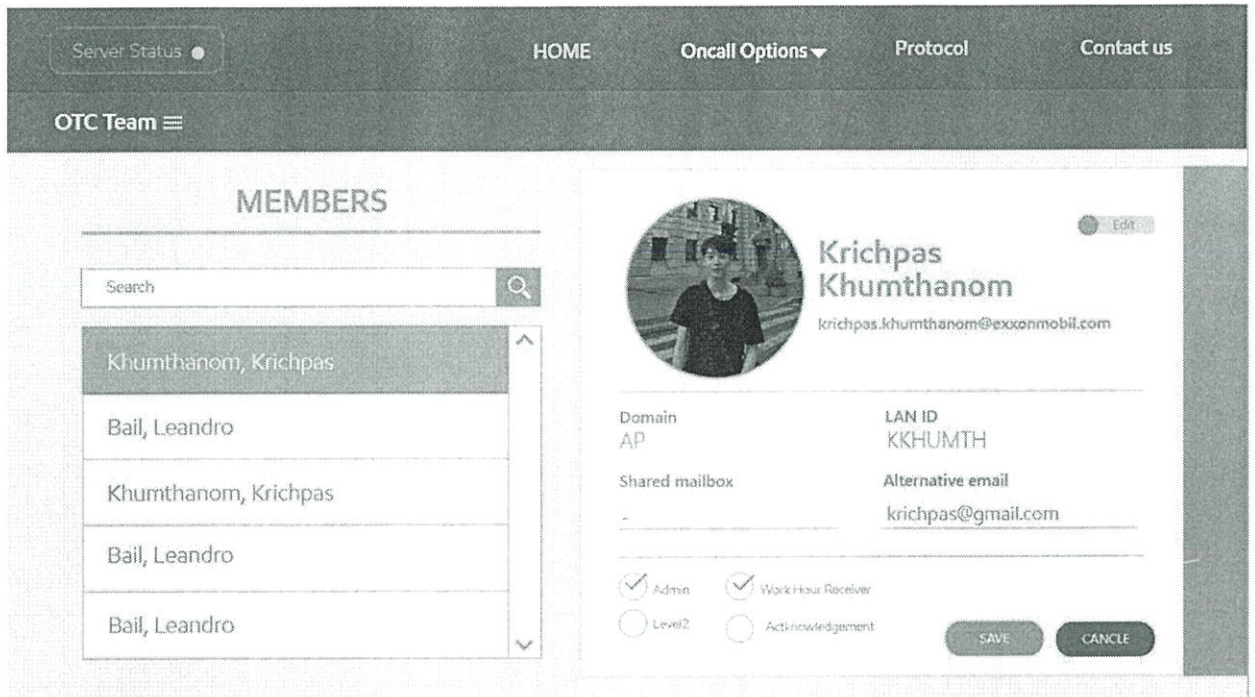 Server Status
HOME
Oncall Options
Protocol
Contact us
OTC Team
MEMBERS
Search
Khumthanom, Krichpas
Bail, Leandro
Khumthanom, Krichpas
Bail, Leandro
Bail, Leandro
Edit
Krichpas
Khumthanom
krichpas.khumthanom@exxonmobil.com
Domain
AP
LAN ID
KKHUMTH
Shared mailbox
-
Alternative email
krichpas@gmail.com
Admin
Work Hour Receiver
Level2
Acknowledgement
SAVE
CANCLE